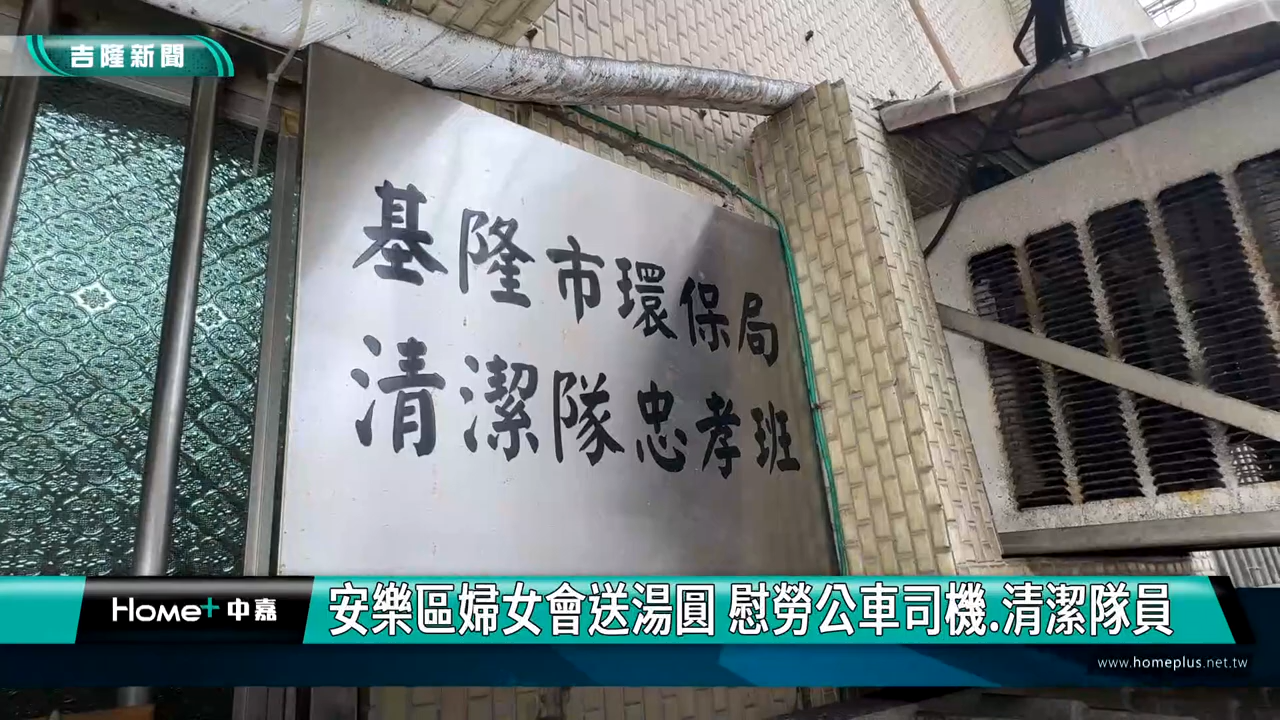 吉隆新聞
基隆市環保局
清潔隊忠孝班
Home+ 中嘉
安樂區婦女會送湯圓 慰勞公車司機.清潔隊員
www.homeplus.net.tw